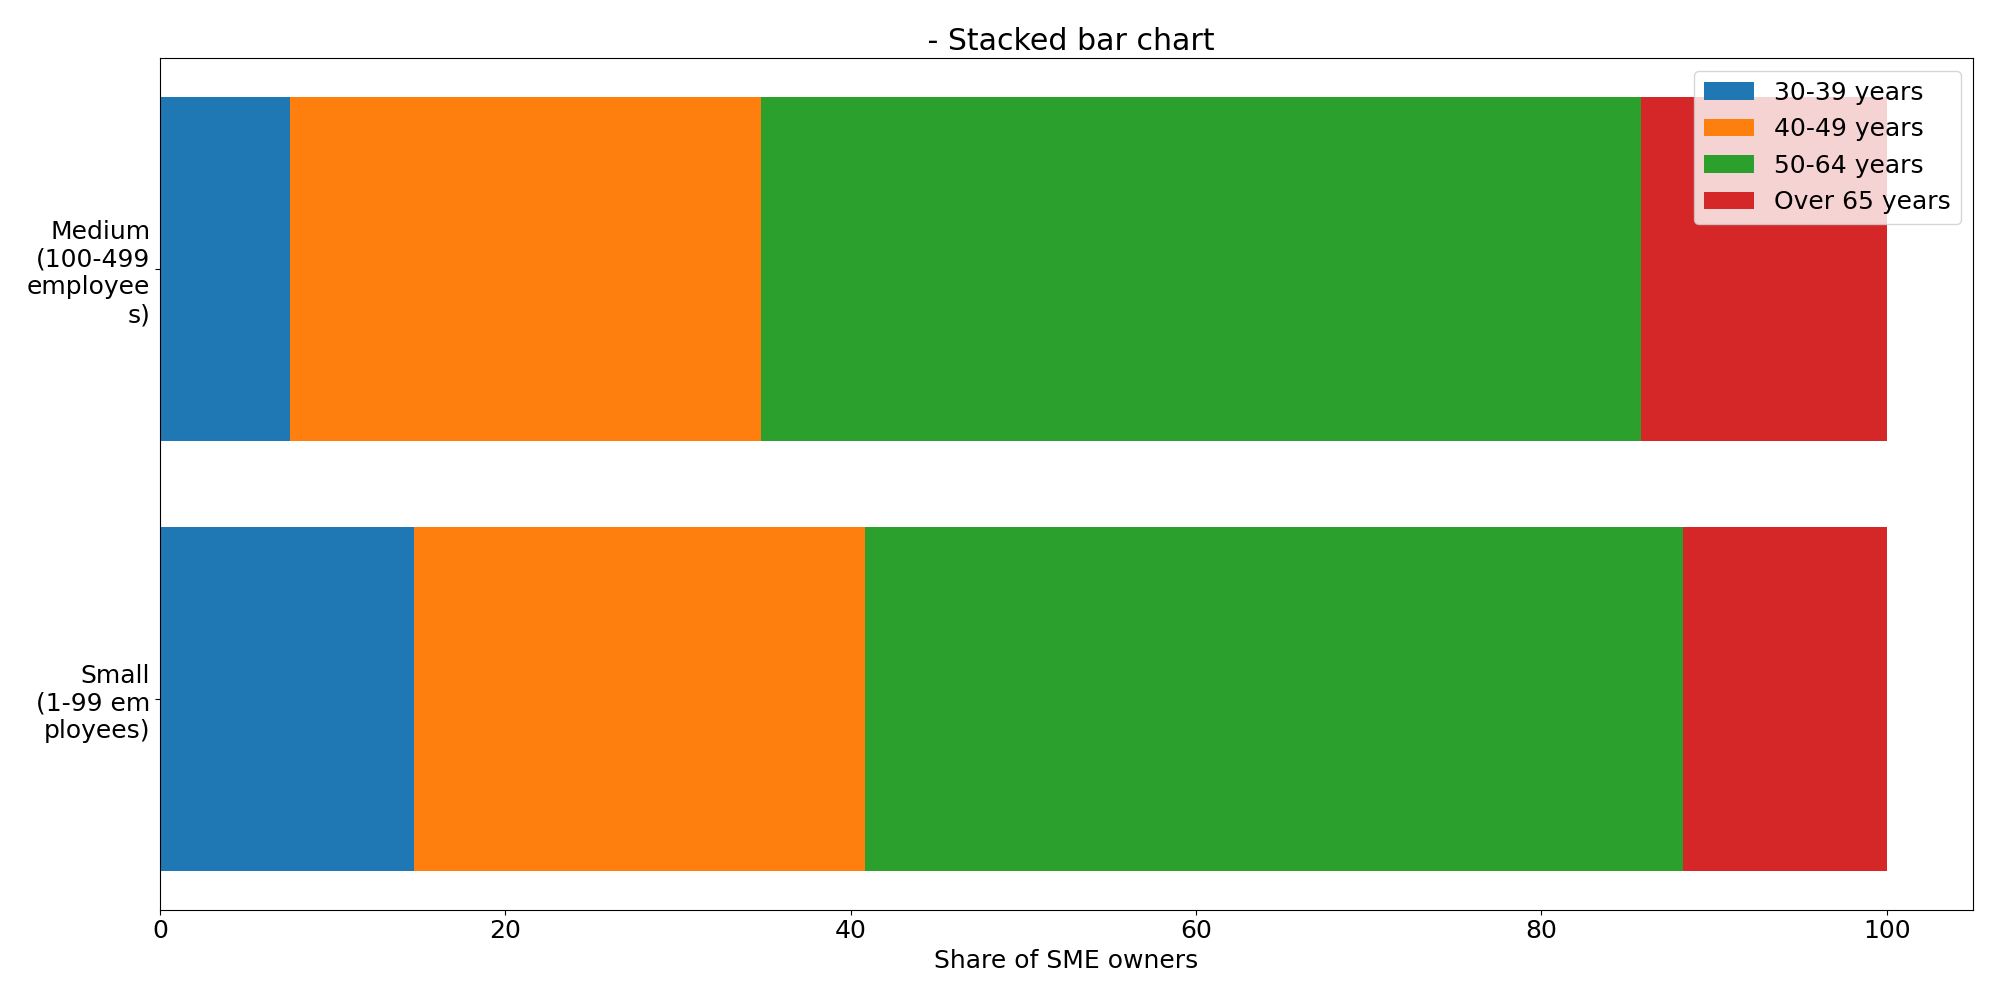 - Stacked bar chart
30-39 years
40-49 years
50-64 years
Over 65 years
Medium
(100-499
employee
s)
Small
(1-99 em
ployees)
0 20 40 60 80 100
Share of SME owners